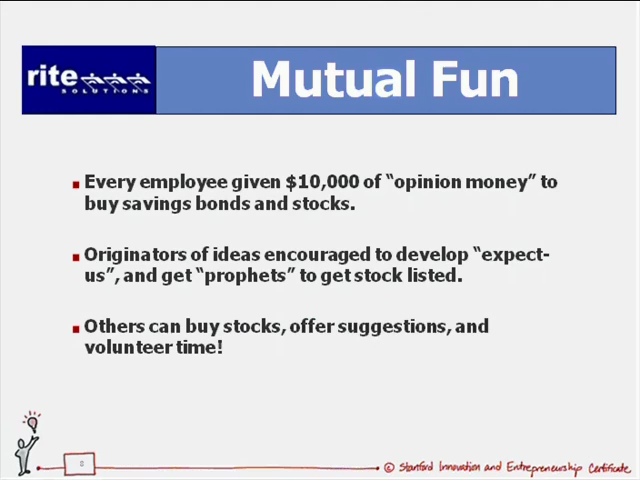 rite
SOLUTIONS
Mutual Fun
Every employee given $10,000 of “opinion money” to
buy savings bonds and stocks.
Originators of ideas encouraged to develop “expect-
us”, and get “prophets” to get stock listed.
Others can buy stocks, offer suggestions, and
volunteer time!
© Stanford Innovation and Entrepreneurship Certificate